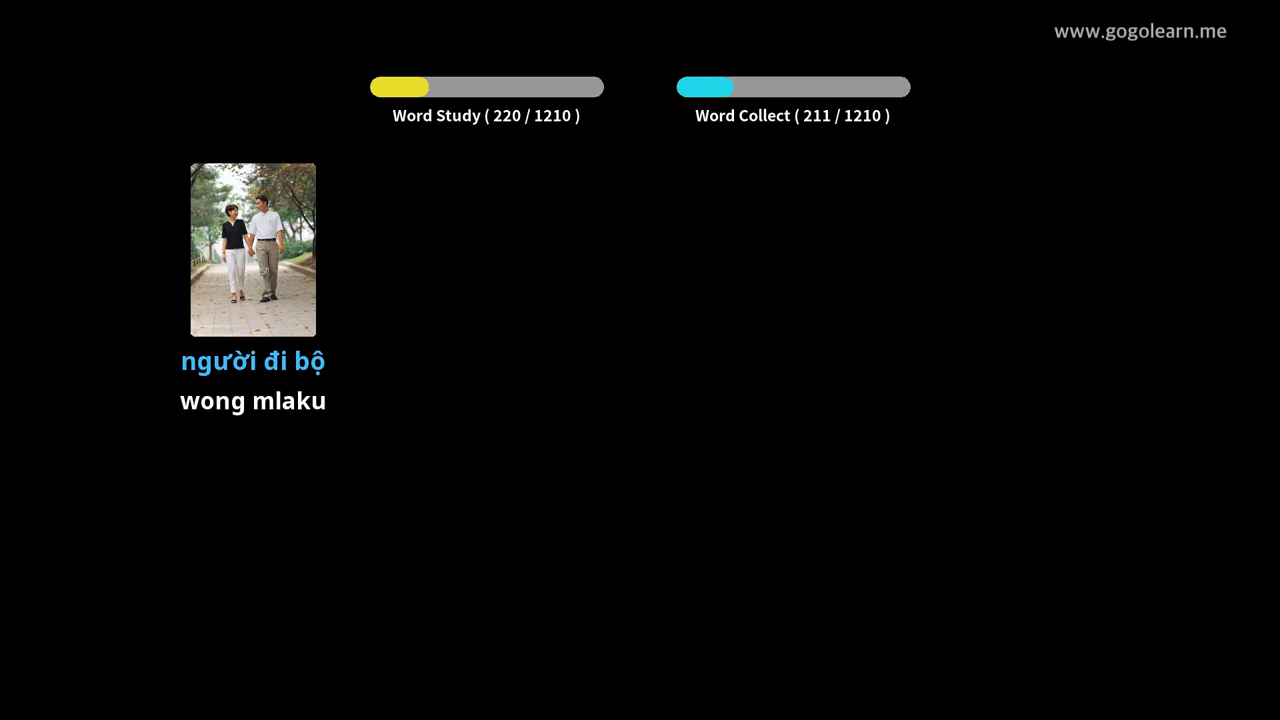 www.gogolearn.me
Word Study ( 220 / 1210 )
Word Collect ( 211 / 1210 )
người đi bộ
wong mlaku